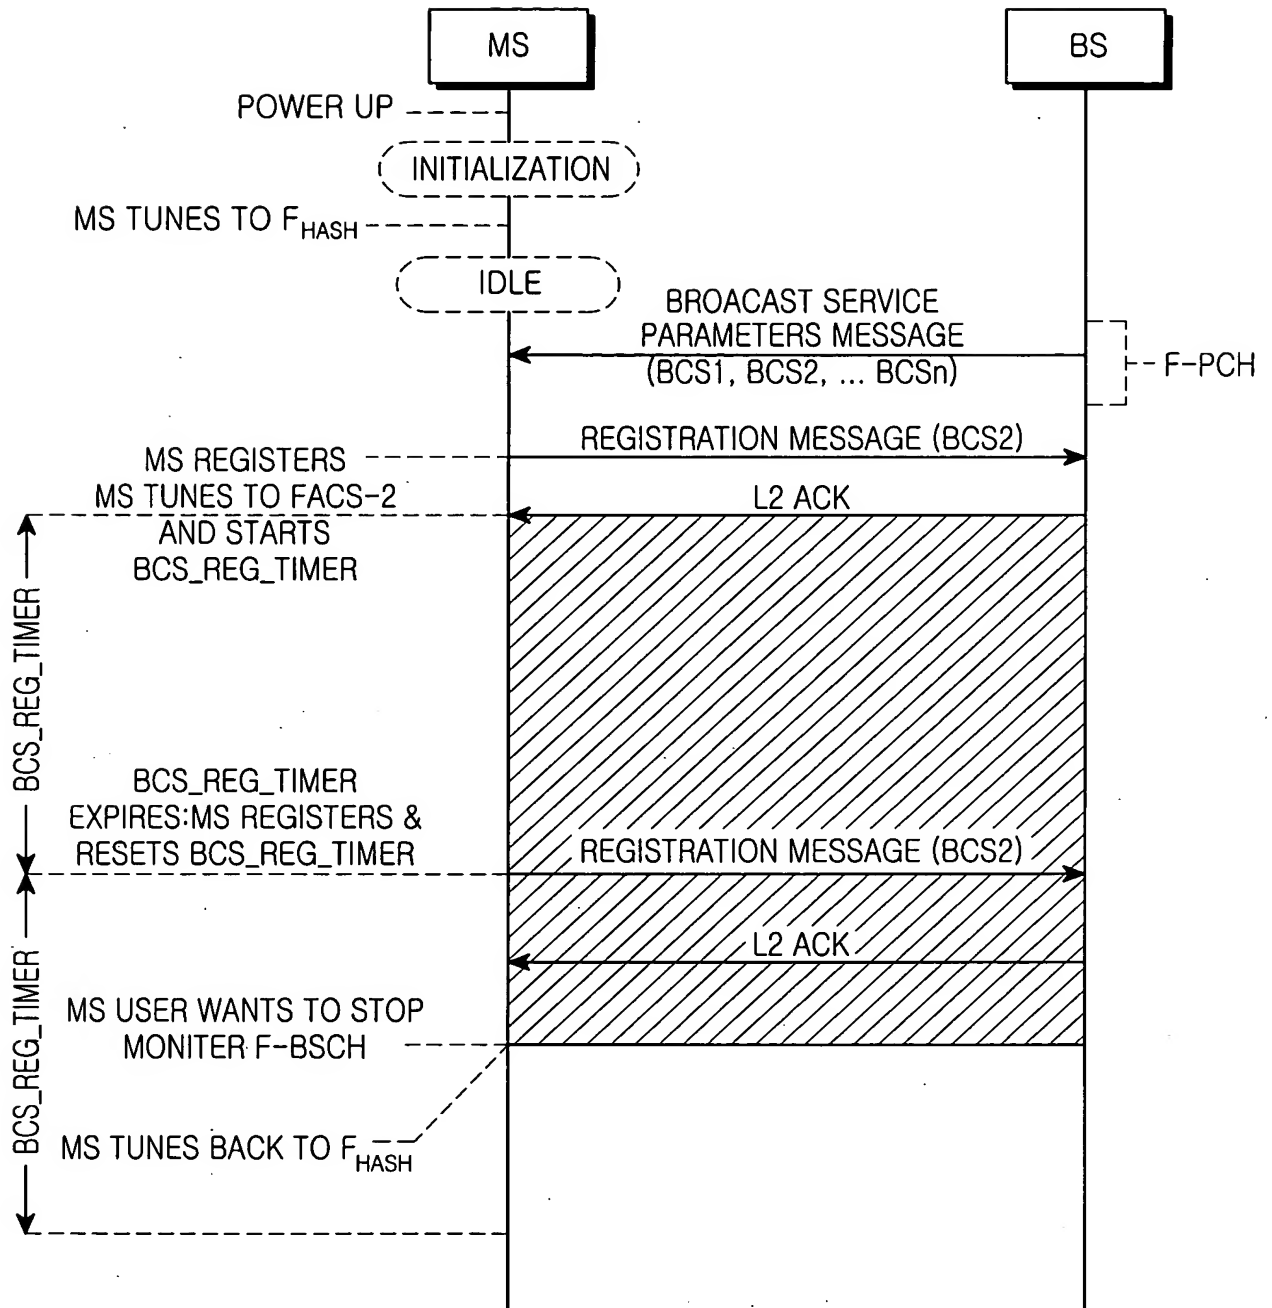 MS
BS
POWER UP
INITIALIZATION
MS TUNES TO FHASH
IDLE
BROACAST SERVICE
PARAMETERS MESSAGE
(BCS1, BCS2, ... BCSn)
F-PCH
REGISTRATION MESSAGE (BCS2)
MS REGISTERS
MS TUNES TO FACS-2
AND STARTS
BCS_REG_TIMER
L2 ACK
BCS_REG_TIMER
BCS_REG_TIMER
EXPIRES:MS REGISTERS &
RESETS BCS_REG_TIMER
REGISTRATION MESSAGE (BCS2)
L2 ACK
BCS_REG_TIMER
MS USER WANTS TO STOP
MONITER F-BSCH
MS TUNES BACK TO FHASH